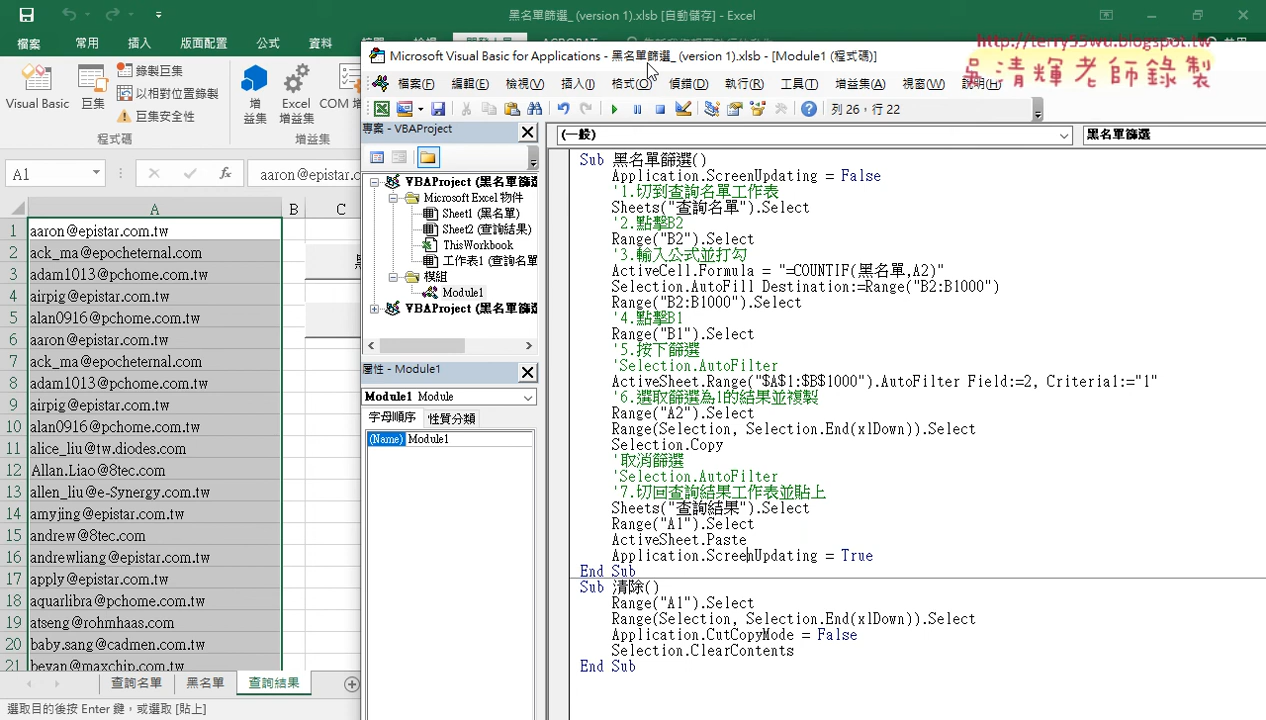 黑名單篩選_ (version 1).xlsb [自動儲存] - Excel
檔案 常用 插入 版面配置 公式 資料
Visual Basic 巨集 錄製巨集 以相對位置錄製 巨集安全性
增益集 Excel 增益集 COM
程式碼 增益集
A1 aaron@epistar.co
A B C
1 aaron@epistar.com.tw
2 ack_ma@epocheternal.com
3 adam1013@pchome.com.tw
4 airpig@epistar.com.tw
5 alan0916@pchome.com.tw
6 aaron@epistar.com.tw
7 ack_ma@epocheternal.com
8 adam1013@pchome.com.tw
9 airpig@epistar.com.tw
10 alan0916@pchome.com.tw
11 alice_liu@tw.diodes.com
12 Allan.Liao@8tec.com
13 allen_liu@e-Synergy.com.tw
14 amyjing@epistar.com.tw
15 andrew@8tec.com
16 andrewliang@epistar.com.tw
17 apply@epistar.com.tw
18 aquarlibra@pchome.com.tw
19 atseng@rohmhaas.com
20 baby.sang@cadmen.com.tw
21 bevan@maxchip.com.tw
查詢名單 黑名單 查詢結果
選取目的後按 Enter 鍵，或選取 [貼上]
Microsoft Visual Basic for Applications - 黑名單篩選_ (version 1).xlsb - [Module1 (程式碼)]
http://terry55wu.blogspot.tw
吳清輝老師錄製
檔案(F) 編輯(E) 檢視(V) 插入(I) 格式(O) 偵錯(D) 執行(R) 工具(T) 增益集(A) 視窗(W) 說明(H)
列 26，行 22
專案 - VBAProject
VBAProject (黑名單篩
Microsoft Excel 物件
Sheet1 (黑名單)
Sheet2 (查詢結果)
ThisWorkbook
工作表1 (查詢名單
模組
Module1
VBAProject (黑名單篩
屬性 - Module1
Module1 Module
字母順序 性質分類
(Name) Module1
(一般) 黑名單篩選
Sub 黑名單篩選()
Application.ScreenUpdating = False
'1.切到查詢名單工作表
Sheets("查詢名單").Select
'2.點擊B2
Range("B2").Select
'3.輸入公式並打勾
ActiveCell.Formula = "=COUNTIF(黑名單,A2)"
Selection.AutoFill Destination:=Range("B2:B1000")
Range("B2:B1000").Select
'4.點擊B1
Range("B1").Select
'5.按下篩選
'Selection.AutoFilter
ActiveSheet.Range("$A$1:$B$1000").AutoFilter Field:=2, Criteria1:="1"
'6.選取篩選為1的結果並複製
Range("A2").Select
Range(Selection, Selection.End(xlDown)).Select
Selection.Copy
'取消篩選
'Selection.AutoFilter
'7.切回查詢結果工作表並貼上
Sheets("查詢結果").Select
Range("A1").Select
ActiveSheet.Paste
Application.ScreenUpdating = True
End Sub
Sub 清除()
Range("A1").Select
Range(Selection, Selection.End(xlDown)).Select
Application.CutCopyMode = False
Selection.ClearContents
End Sub